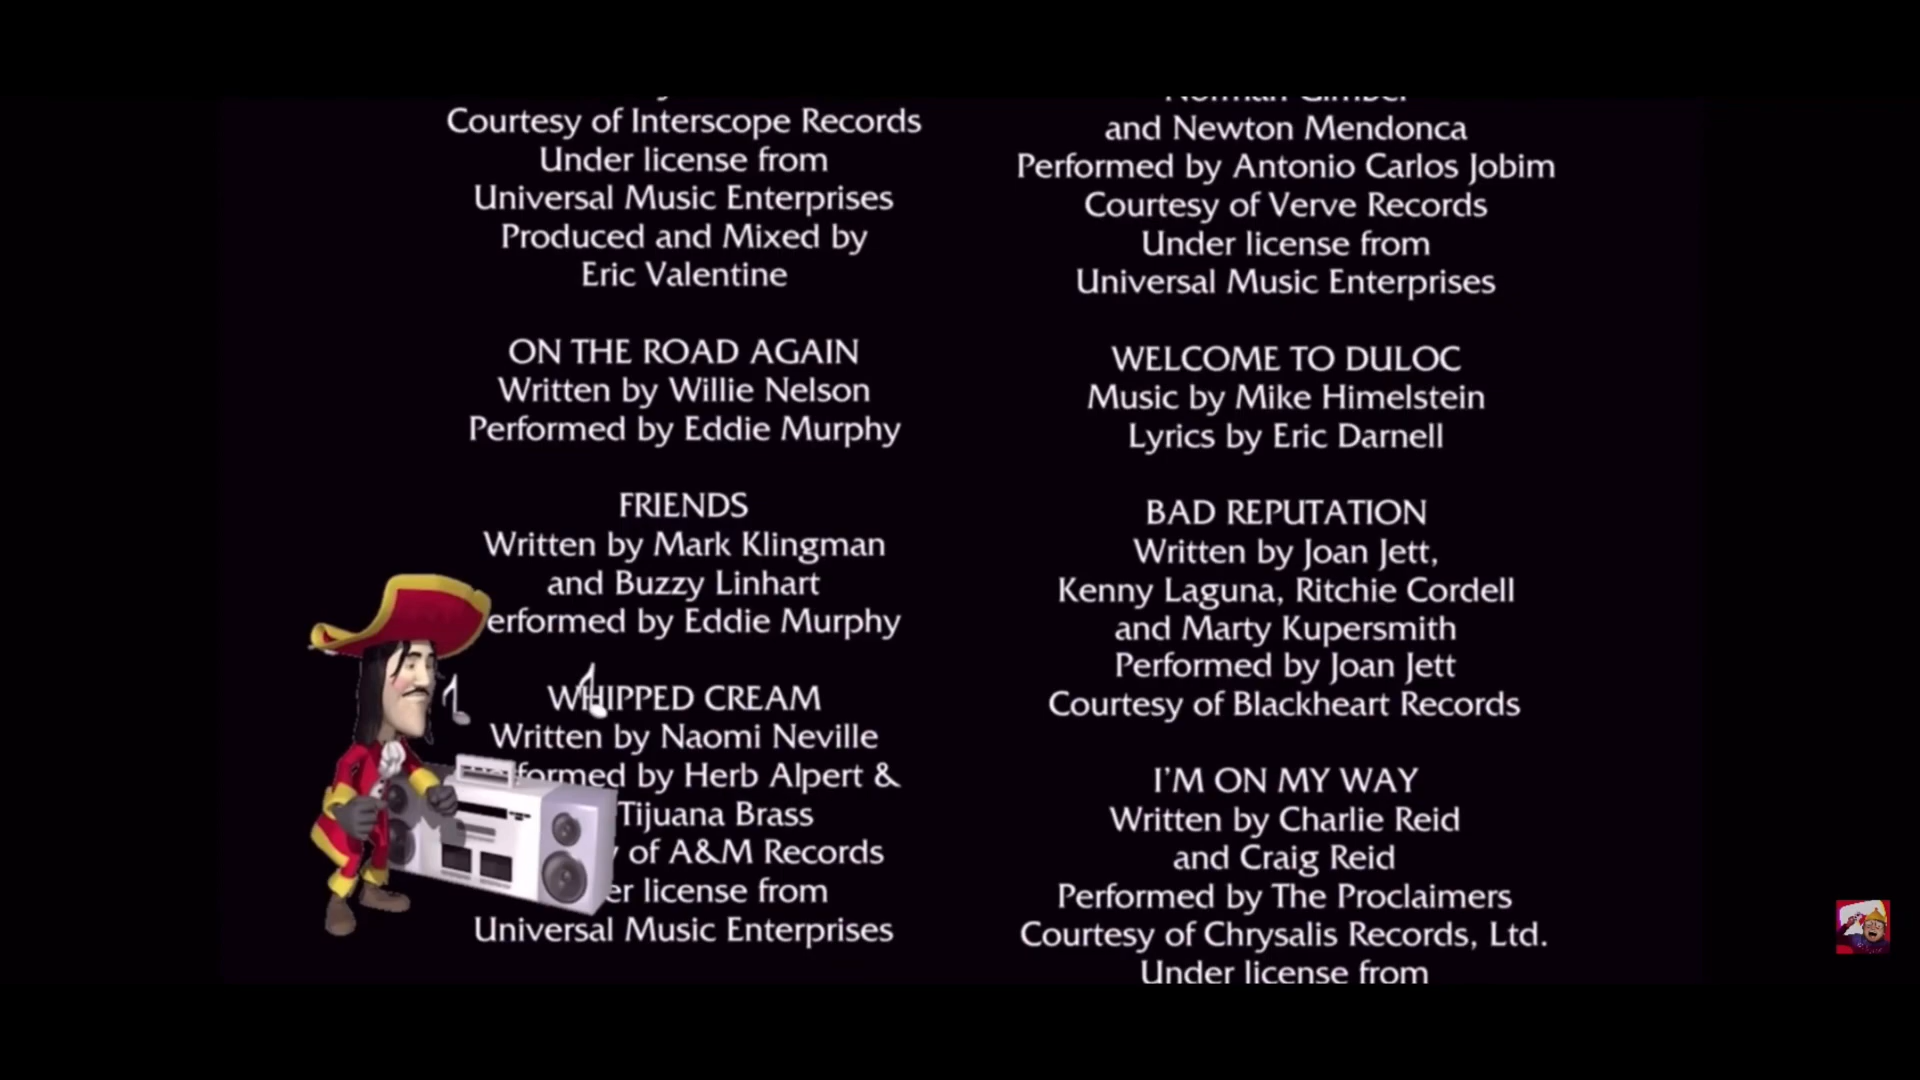 Courtesy of Interscope Records
Under license from
Universal Music Enterprises
Produced and Mixed by
Eric Valentine
ON THE ROAD AGAIN
Written by Willie Nelson
Performed by Eddie Murphy
FRIENDS
Written by Mark Klingman
and Buzzy Linhart
erformed by Eddie Murphy
WHIPPED CREAM
Written by Naomi Neville
formed by Herb Alpert &
Tijuana Brass
of A&M Records
er license from
Universal Music Enterprises
Norman Gimbel
and Newton Mendonca
Performed by Antonio Carlos Jobim
Courtesy of Verve Records
Under license from
Universal Music Enterprises
WELCOME TO DULOC
Music by Mike Himelstein
Lyrics by Eric Darnell
BAD REPUTATION
Written by Joan Jett,
Kenny Laguna, Ritchie Cordell
and Marty Kupersmith
Performed by Joan Jett
Courtesy of Blackheart Records
I'M ON MY WAY
Written by Charlie Reid
and Craig Reid
Performed by The Proclaimers
Courtesy of Chrysalis Records, Ltd.
Under license from